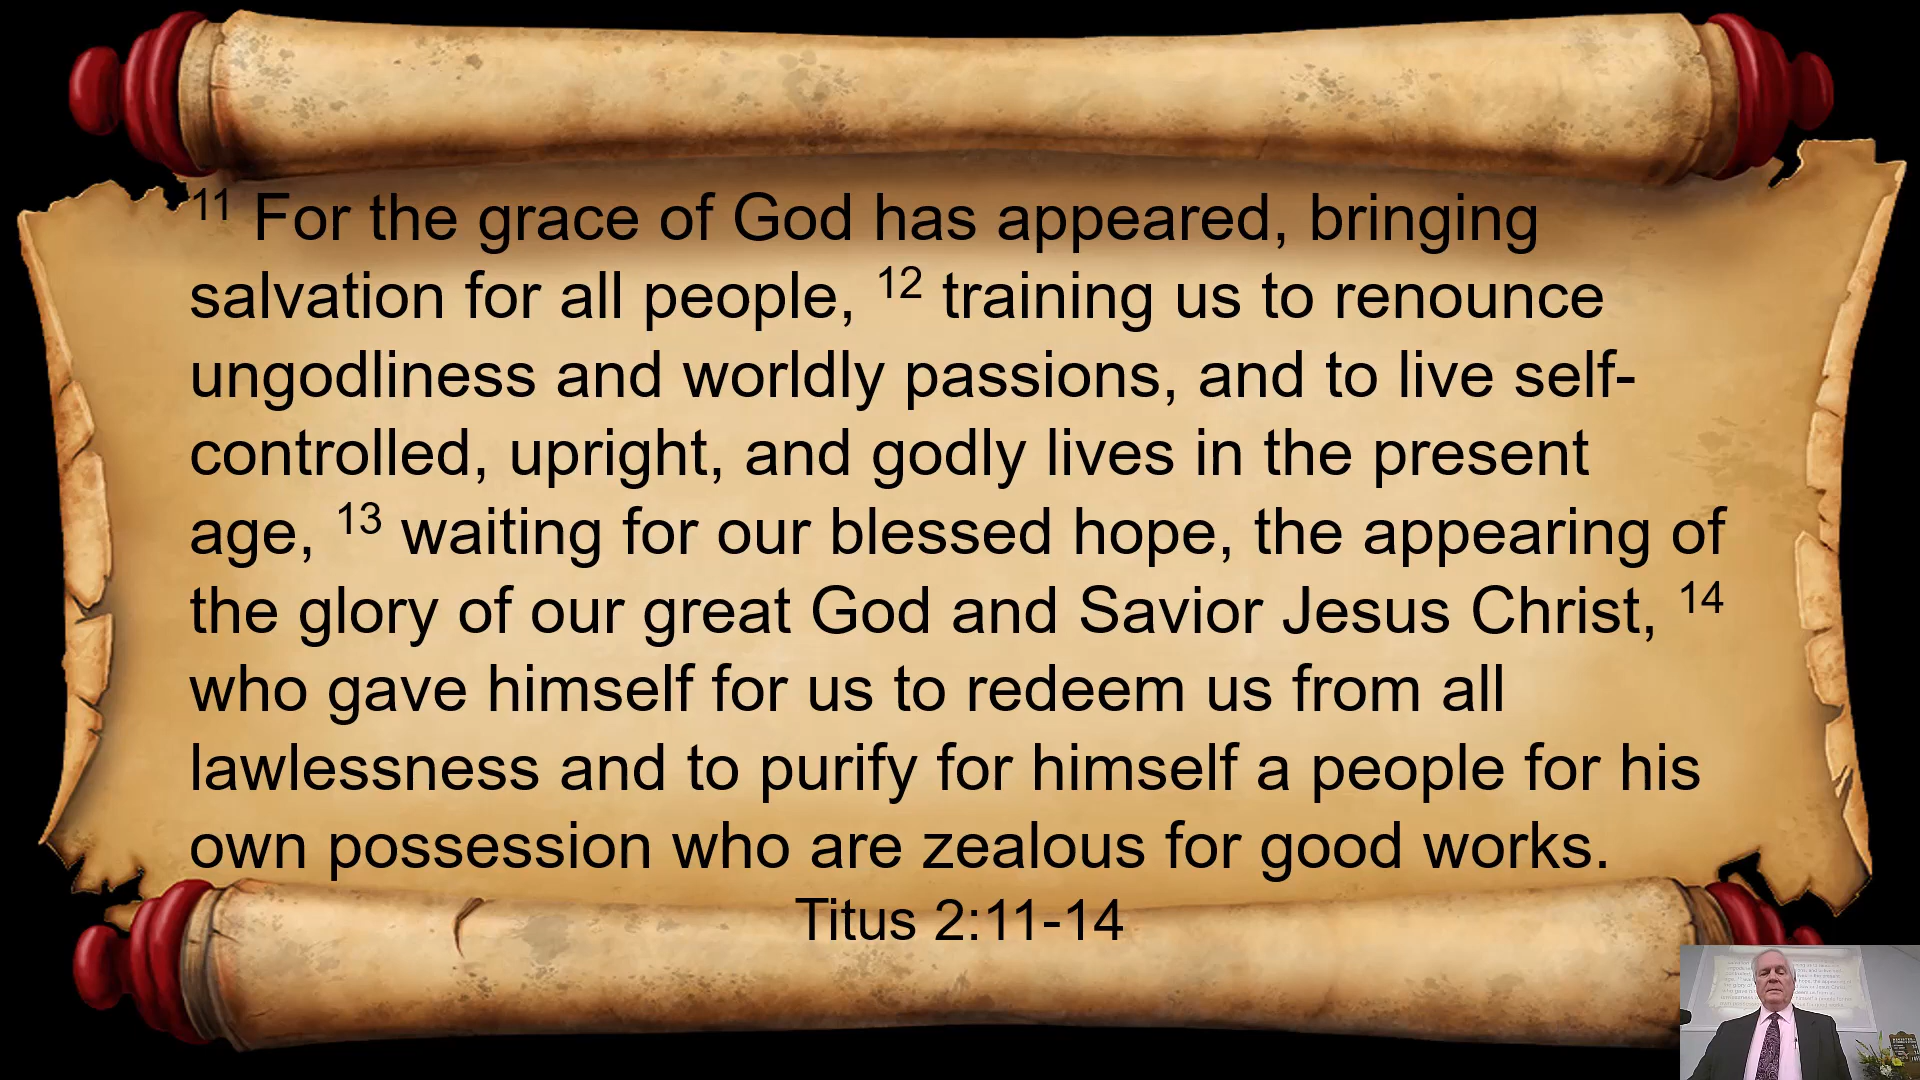 11 For the grace of God has appeared, bringing
salvation for all people, 12 training us to renounce
ungodliness and worldly passions, and to live self-
controlled, upright, and godly lives in the present
age, 13 waiting for our blessed hope, the appearing of
the glory of our great God and Savior Jesus Christ, 14
who gave himself for us to redeem us from all
lawlessness and to purify for himself a people for his
own possession who are zealous for good works.
Titus 2:11-14